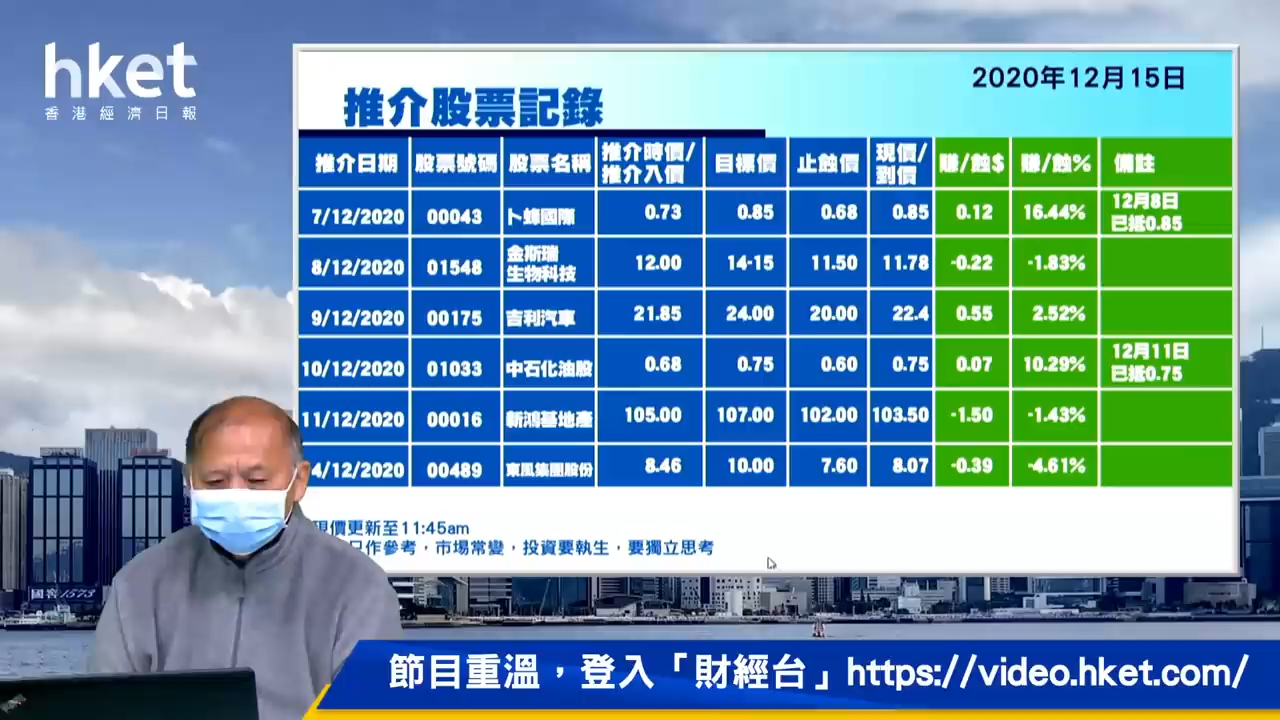 hket
香港經濟日報
2020年12月15日
推介股票記錄
推介日期 股票號碼 股票名稱 推介時價/推介入價 目標價 止蝕價 現價/到價 賺/蝕$ 賺/蝕% 備註
7/12/2020 00043 卜蜂國際 0.73 0.85 0.68 0.85 0.12 16.44% 12月8日已抵0.85
8/12/2020 01548 金斯瑞生物科技 12.00 14-15 11.50 11.78 -0.22 -1.83%
9/12/2020 00175 吉利汽車 21.85 24.00 20.00 22.4 0.55 2.52%
10/12/2020 01033 中石化油股 0.68 0.75 0.60 0.75 0.07 10.29% 12月11日已抵0.75
11/12/2020 00016 新鴻基地產 105.00 107.00 102.00 103.50 -1.50 -1.43%
4/12/2020 00489 東風集團股份 8.46 10.00 7.60 8.07 -0.39 -4.61%
現價更新至11:45am
只作參考，市場常變，投資要執生，要獨立思考
國窖1573
節目重溫，登入「財經台」https://video.hket.com/